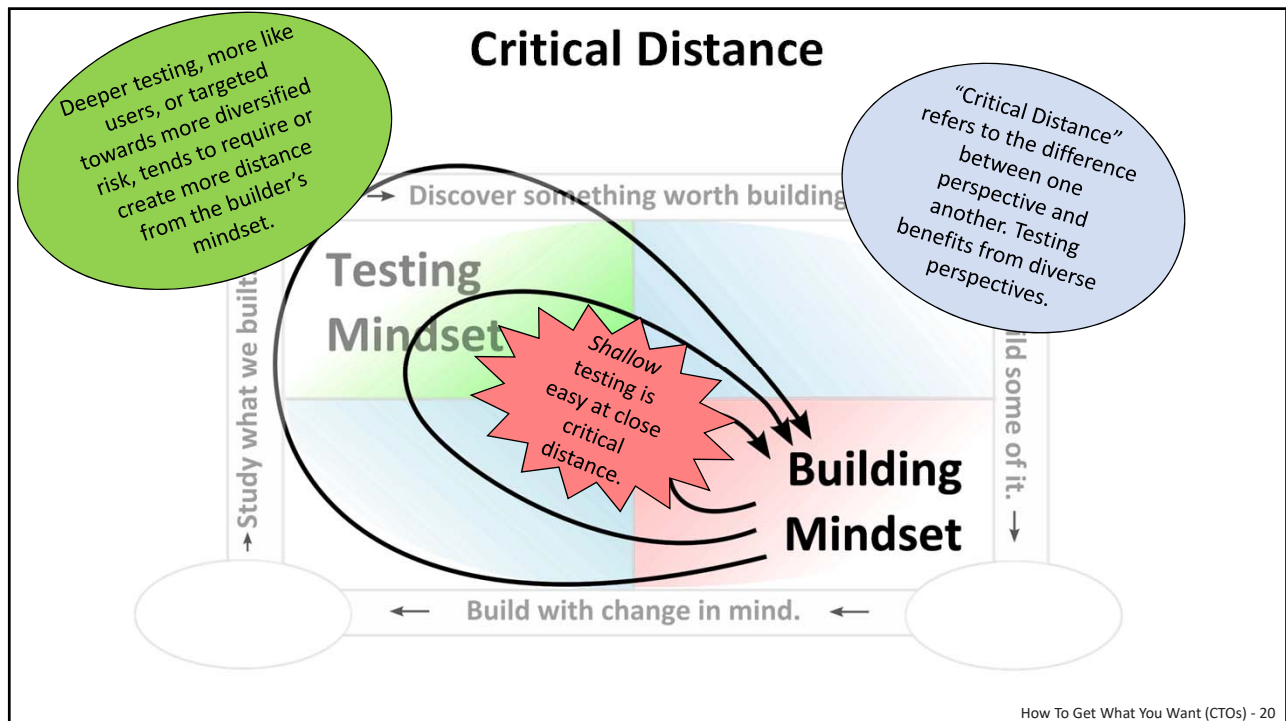 Critical Distance
Deeper testing, more like
users, or targeted
towards more diversified
risk, tends to require or
create more distance
from the builder's
mindset.
"Critical Distance"
refers to the difference
between one
perspective and
another. Testing
benefits from diverse
perspectives.
→ Discover something worth building
Testing
Mindset
Shallow
testing is
easy at close
critical
distance.
Building
Mindset
→ Study what we built.
ild some of it. →
← Build with change in mind. ←
How To Get What You Want (CTOs) - 20